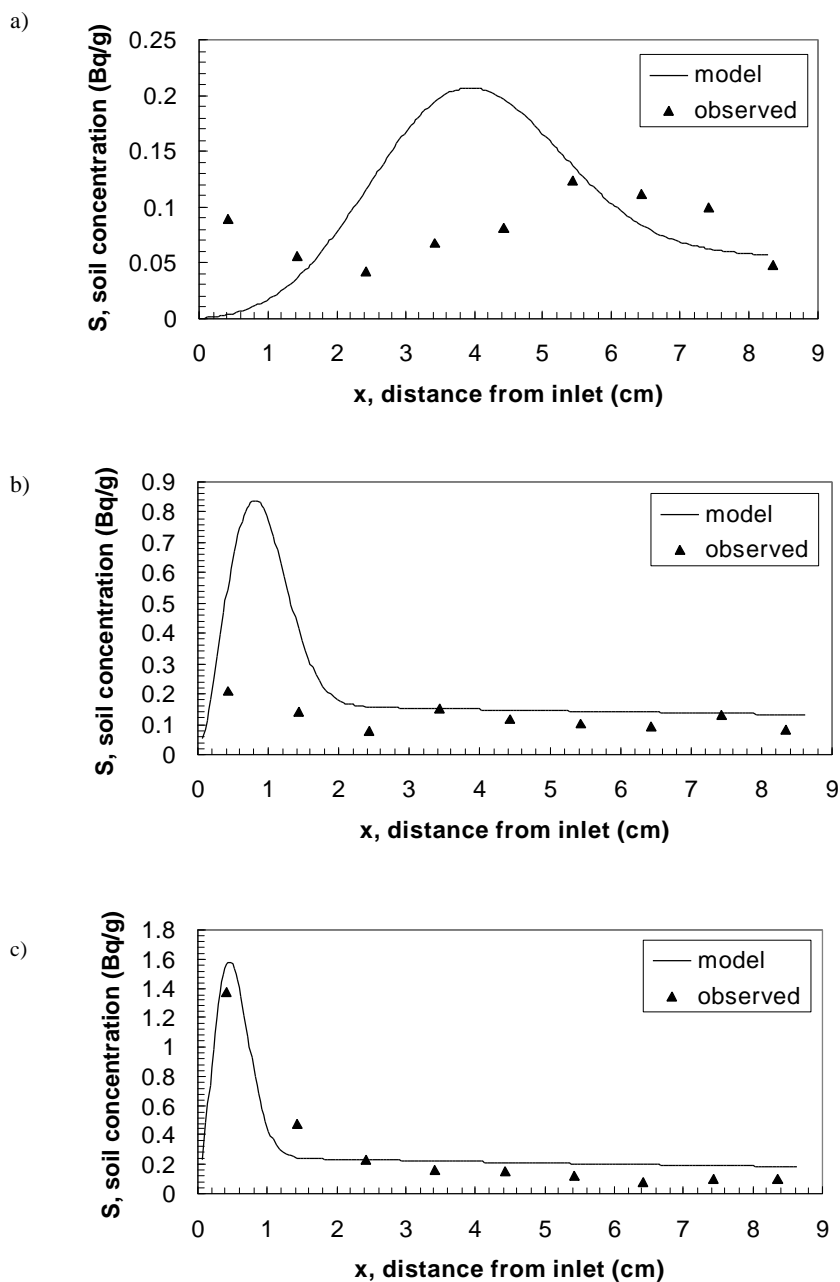 a)
S, soil concentration (Bq/g)
0.25
0.2
0.15
0.1
0.05
0
model
observed
0 1 2 3 4 5 6 7 8 9
x, distance from inlet (cm)
b)
S, soil concentration (Bq/g)
0.9
0.8
0.7
0.6
0.5
0.4
0.3
0.2
0.1
0
model
observed
0 1 2 3 4 5 6 7 8 9
x, distance from inlet (cm)
c)
S, soil concentration (Bq/g)
1.8
1.6
1.4
1.2
1
0.8
0.6
0.4
0.2
0
model
observed
0 1 2 3 4 5 6 7 8 9
x, distance from inlet (cm)